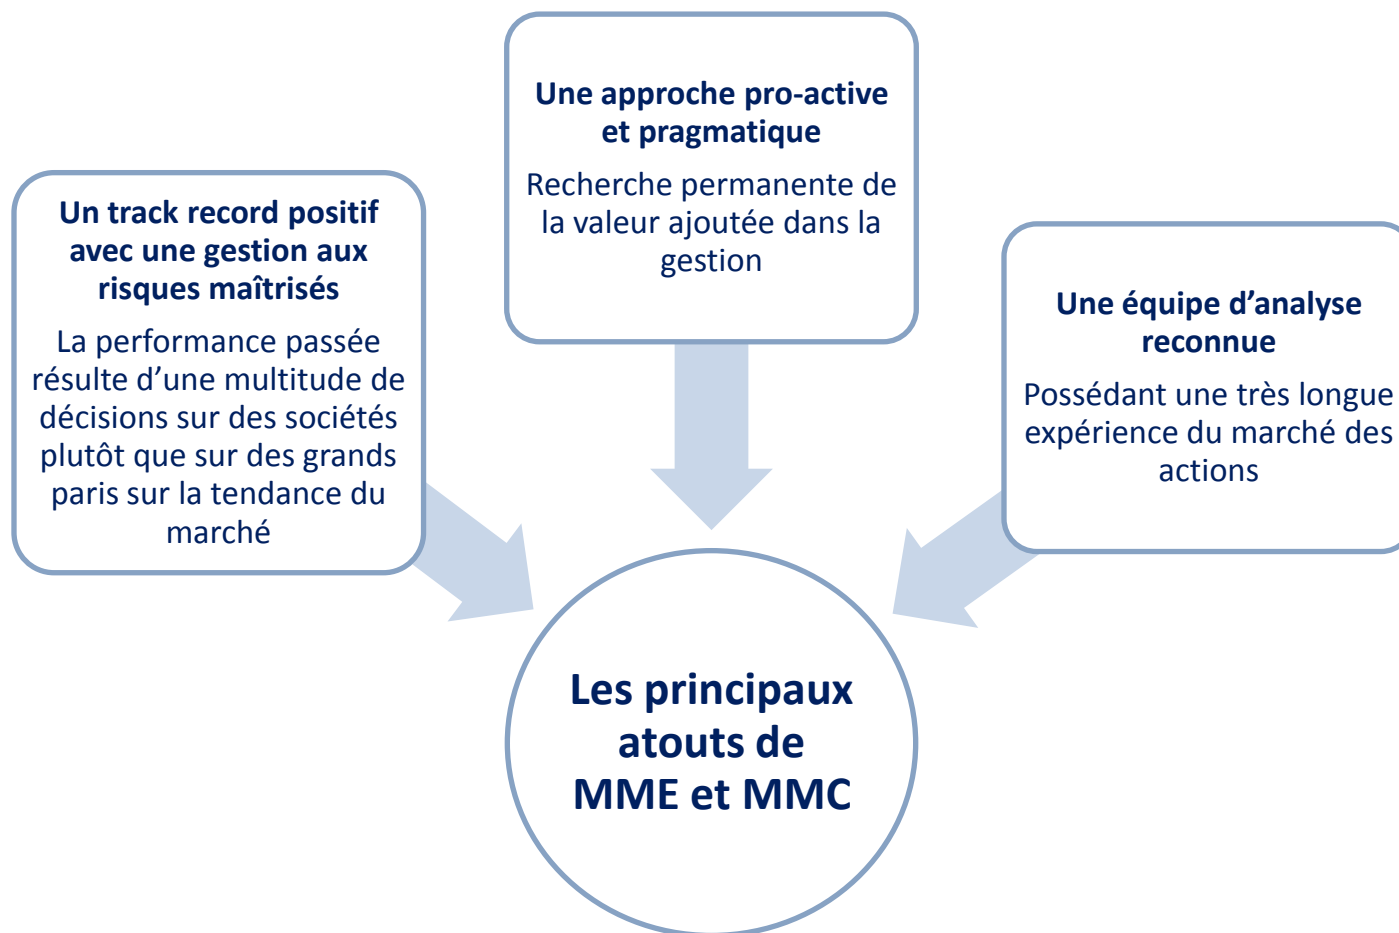 Un track record positif
avec une gestion aux
risques maîtrisés
La performance passée
résulte d’une multitude de
décisions sur des sociétés
plutôt que sur des grands
paris sur la tendance du
marché
Une approche pro-active
et pragmatique
Recherche permanente de
la valeur ajoutée dans la
gestion
Une équipe d’analyse
reconnue
Possédant une très longue
expérience du marché des
actions
Les principaux
atouts de
MME et MMC